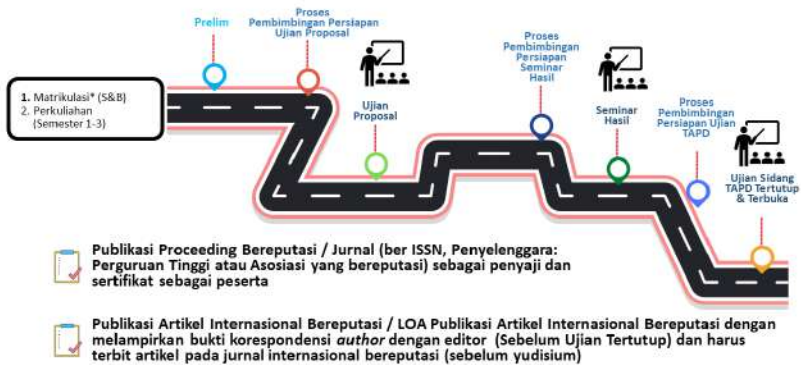 Prelim
Proses
Pembimbingan Persiapan
Ujian Proposal
1. Matrikulasi* (S&B)
2. Perkuliahan
(Semester 1-3)
Ujian
Proposal
Proses
Pembimbingan
Persiapan
Seminar
Hasil
Seminar
Hasil
Proses
Pembimbingan
Persiapan Ujian
TAPD
Ujian Sidang
TAPD Tertutup
& Terbuka
Publikasi Proceeding Bereputasi / Jurnal (ber ISSN, Penyelenggara:
Perguruan Tinggi atau Asosiasi yang bereputasi) sebagai penyaji dan
sertifikat sebagai peserta
Publikasi Artikel Internasional Bereputasi / LOA Publikasi Artikel Internasional Bereputasi dengan
melampirkan bukti korespondensi author dengan editor (Sebelum Ujian Tertutup) dan harus
terbit artikel pada jurnal internasional bereputasi (sebelum yudisium)